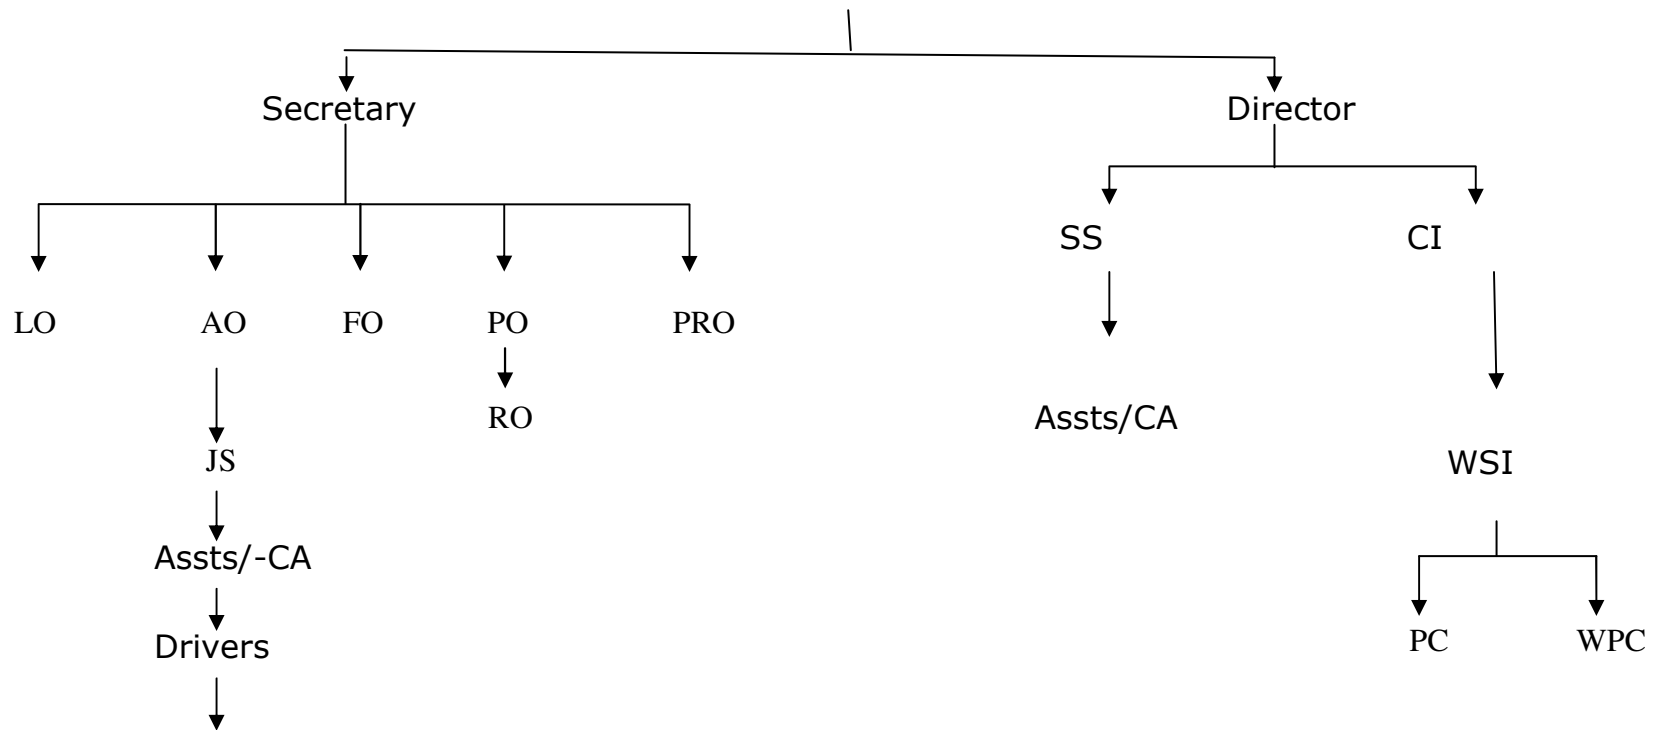 Secretary
Director
SS
CI
LO
AO
FO
PO
PRO
RO
Assts/CA
JS
WSI
Assts/-CA
Drivers
PC
WPC